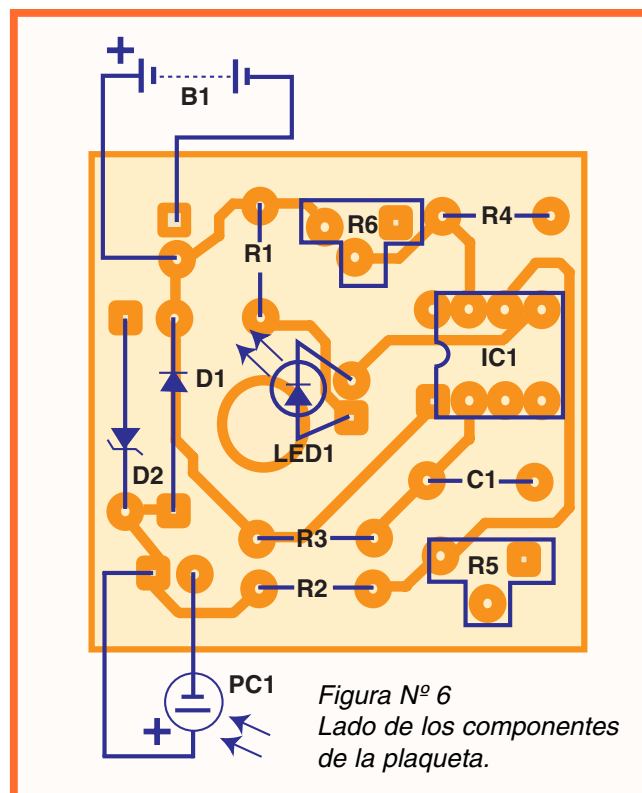 +
B1
R6
R4
R1
IC1
D1
LED1
D2
C1
R3
R5
R2
PC1
+
Figura Nº 6
Lado de los componentes
de la plaqueta.